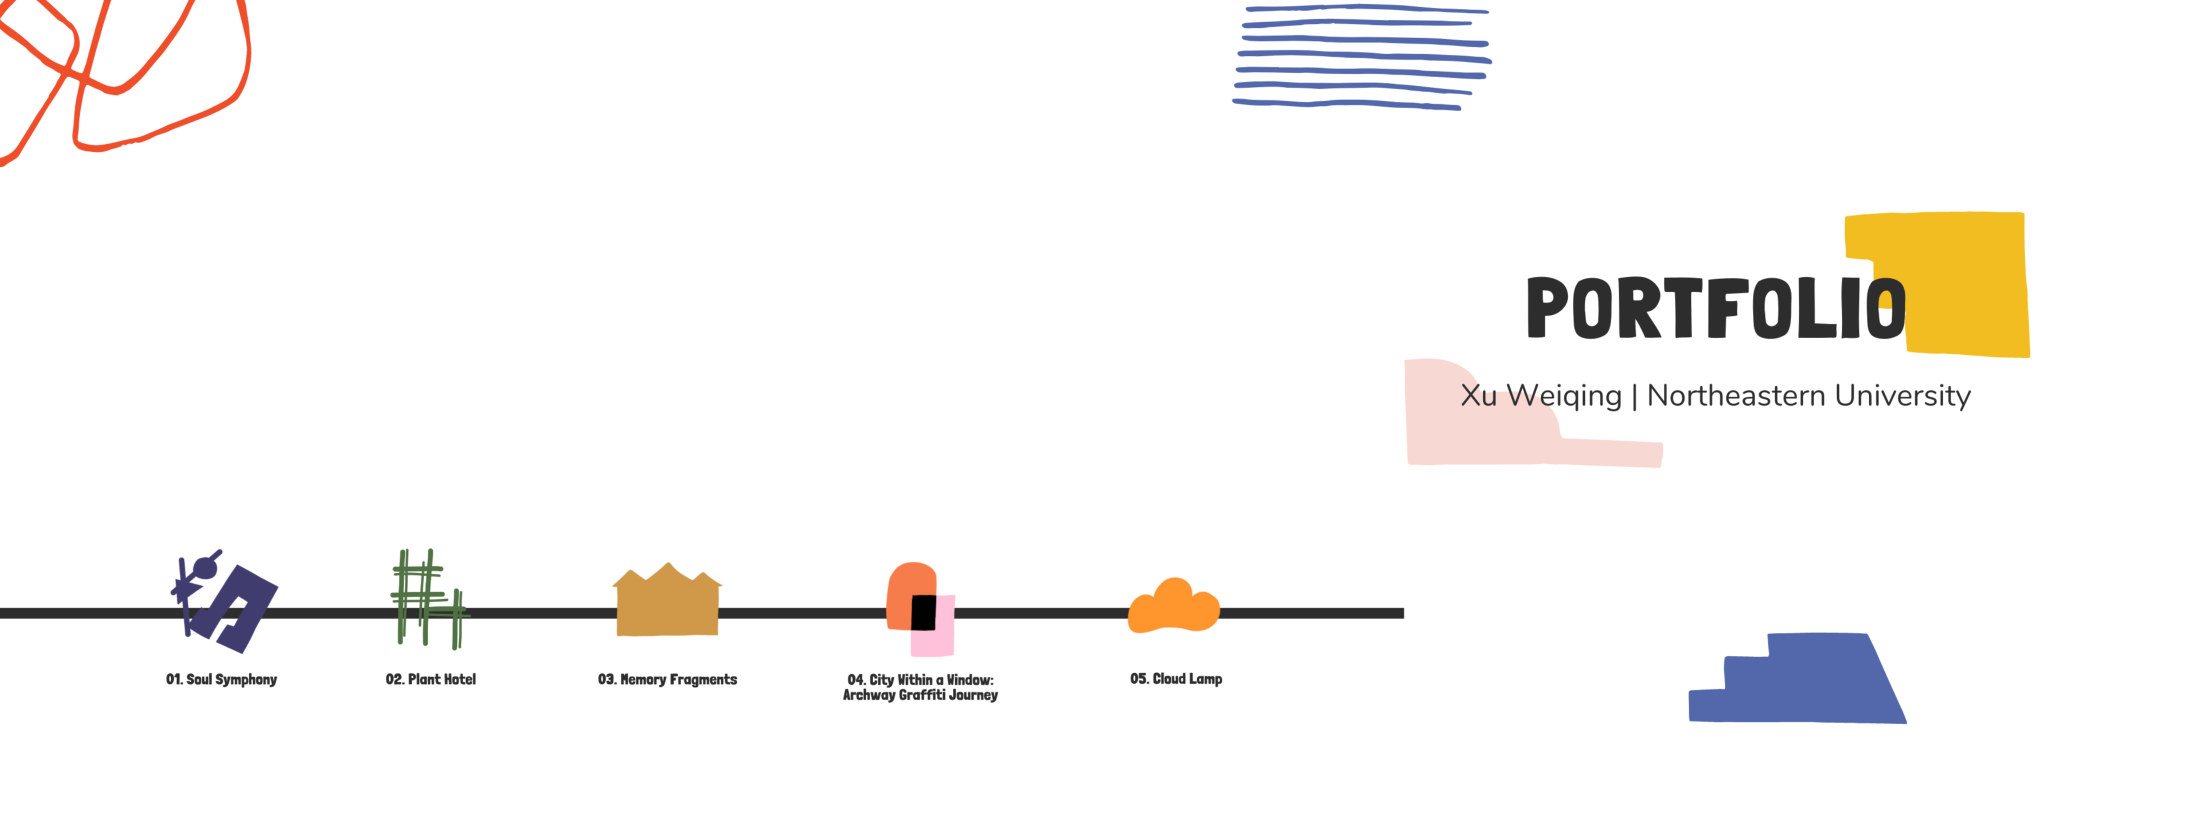 PORTFOLIO
Xu Weiqing | Northeastern University
01. Soul Symphony
02. Plant Hotel
03. Memory Fragments
04. City Within a Window:
Archway Graffiti Journey
05. Cloud Lamp